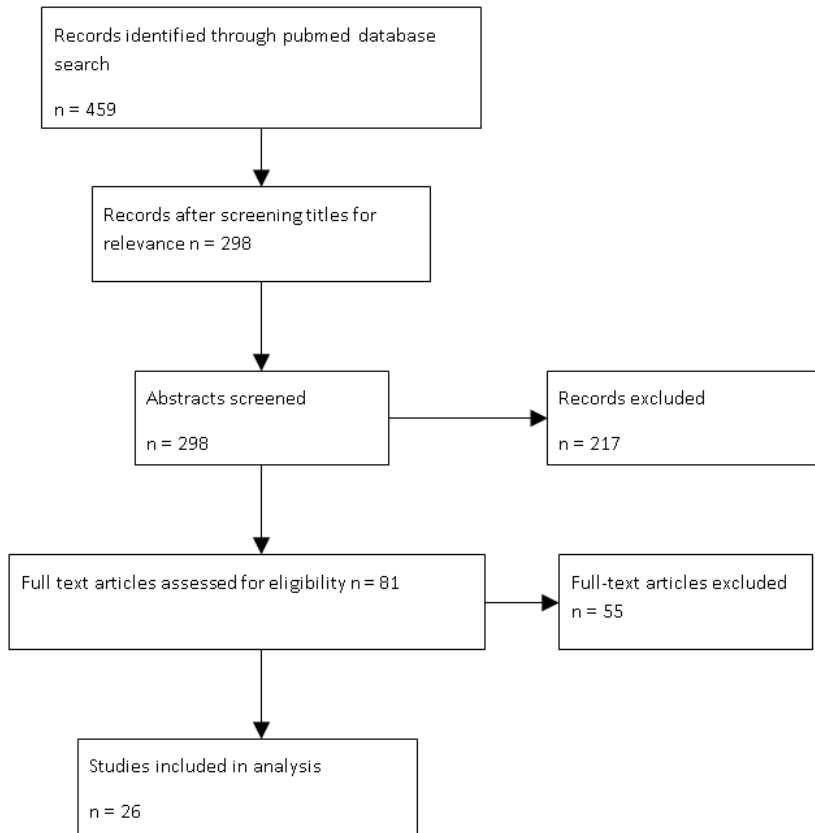 Records identified through pubmed database
search
n = 459
Records after screening titles for
relevance n = 298
Abstracts screened
n = 298
Records excluded
n = 217
Full text articles assessed for eligibility n = 81
Full-text articles excluded
n = 55
Studies included in analysis
n = 26